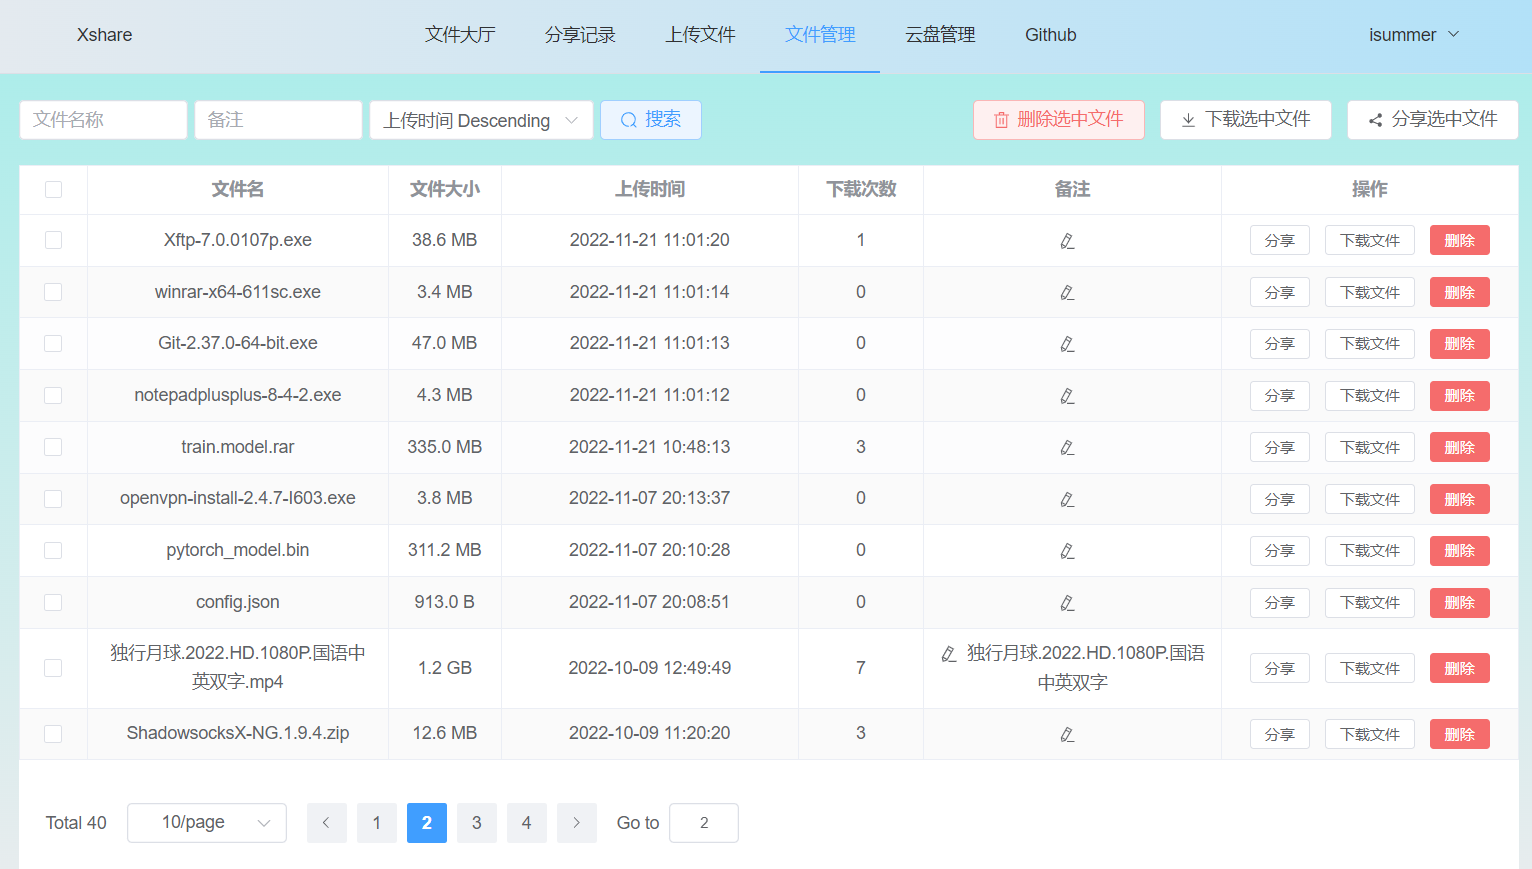 Xshare 文件大厅 分享记录 上传文件 文件管理 云盘管理 Github isummer
文件名称 备注 上传时间 Descending 搜索 删除选中文件 下载选中文件 分享选中文件
文件名 文件大小 上传时间 下载次数 备注 操作
Xftp-7.0.0107p.exe 38.6 MB 2022-11-21 11:01:20 1 分享 下载文件 删除
winrar-x64-611sc.exe 3.4 MB 2022-11-21 11:01:14 0 分享 下载文件 删除
Git-2.37.0-64-bit.exe 47.0 MB 2022-11-21 11:01:13 0 分享 下载文件 删除
notepadplusplus-8-4-2.exe 4.3 MB 2022-11-21 11:01:12 0 分享 下载文件 删除
train.model.rar 335.0 MB 2022-11-21 10:48:13 3 分享 下载文件 删除
openvpn-install-2.4.7-I603.exe 3.8 MB 2022-11-07 20:13:37 0 分享 下载文件 删除
pytorch_model.bin 311.2 MB 2022-11-07 20:10:28 0 分享 下载文件 删除
config.json 913.0 B 2022-11-07 20:08:51 0 分享 下载文件 删除
独行月球.2022.HD.1080P.国语中
英双字.mp4 1.2 GB 2022-10-09 12:49:49 7 独行月球.2022.HD.1080P.国语
中英双字 分享 下载文件 删除
ShadowsocksX-NG.1.9.4.zip 12.6 MB 2022-10-09 11:20:20 3 分享 下载文件 删除
Total 40 10/page 1 2 3 4 Go to 2